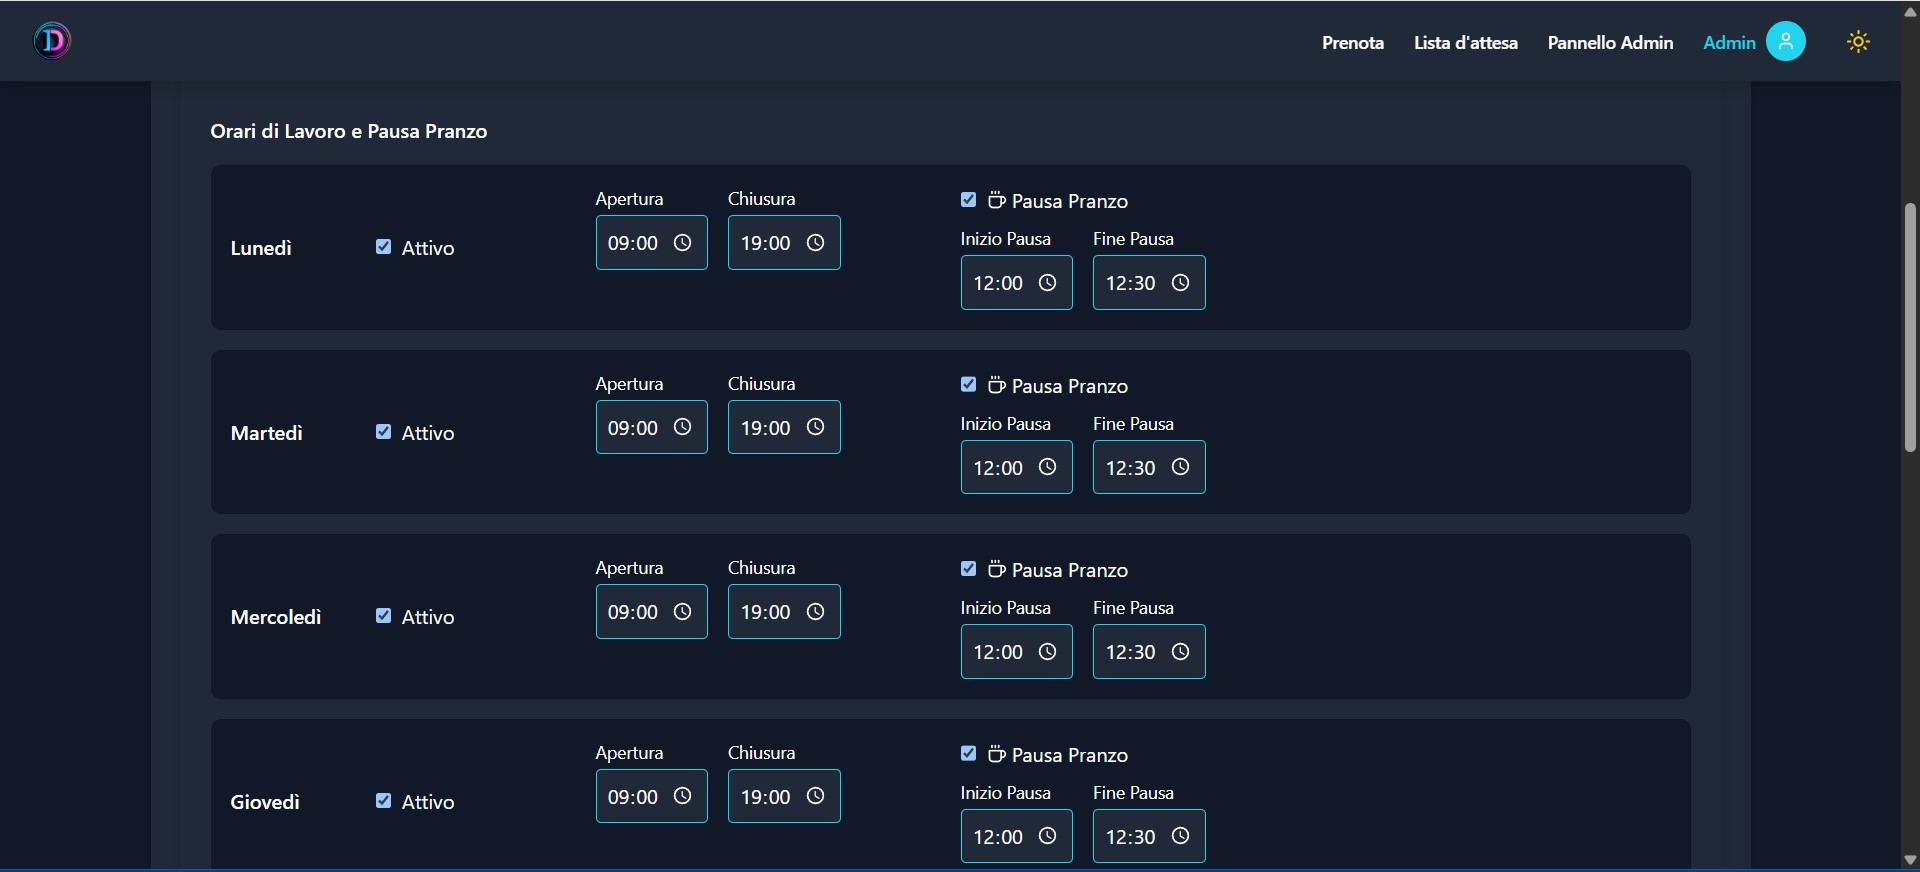 D
Prenota Lista d'attesa Pannello Admin Admin
Orari di Lavoro e Pausa Pranzo
Apertura Chiusura Pausa Pranzo
Inizio Pausa Fine Pausa
Lunedì Attivo 09:00 19:00
12:00 12:30
Apertura Chiusura Pausa Pranzo
Inizio Pausa Fine Pausa
Martedì Attivo 09:00 19:00
12:00 12:30
Apertura Chiusura Pausa Pranzo
Inizio Pausa Fine Pausa
Mercoledì Attivo 09:00 19:00
12:00 12:30
Apertura Chiusura Pausa Pranzo
Inizio Pausa Fine Pausa
Giovedì Attivo 09:00 19:00
12:00 12:30